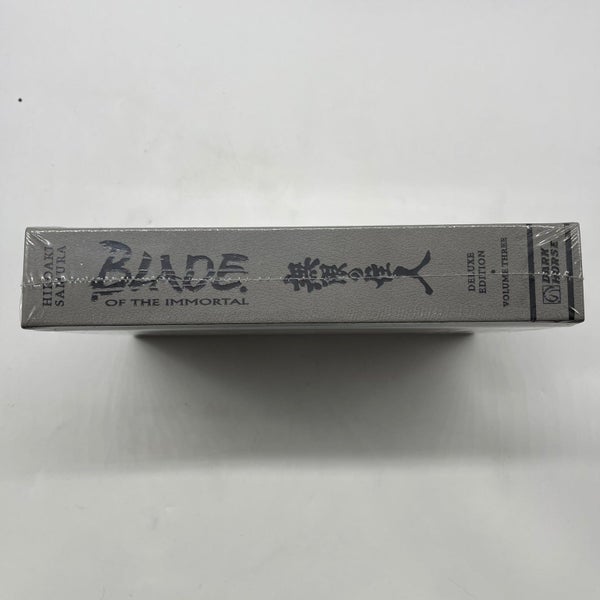 HIROAKI
SAMURA
BLADE
OF THE IMMORTAL
無限の住人
DELUXE
EDITION
•
VOLUME THREE
DARK
HORSE